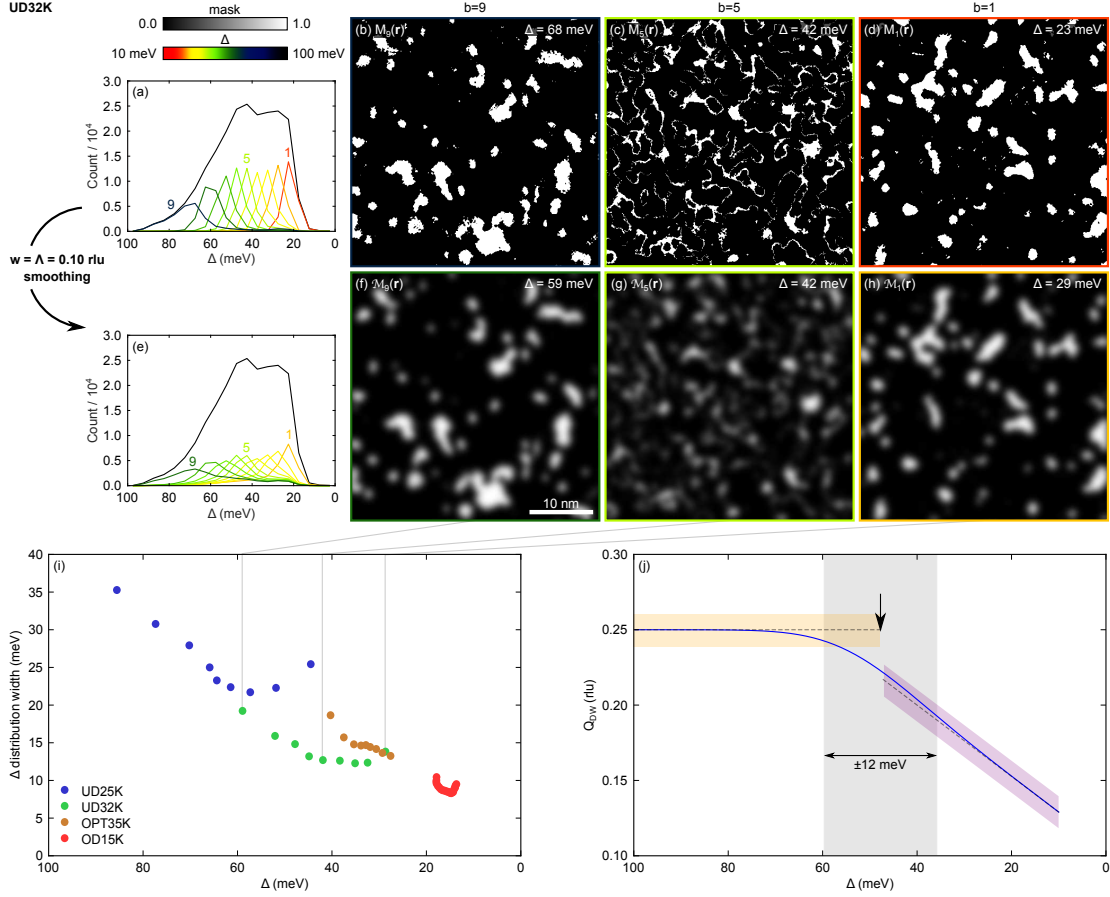 UD32K
mask
0.0 1.0
Δ
10 meV 100 meV
b=9 b=5 b=1
(a)
3.0
2.5
2.0
1.5
1.0
0.5
0.0
Count / 10⁴
9 5 1
100 80 60 40 20 0
Δ (meV)
(b) M₉(r) Δ = 68 meV
(c) M₅(r) Δ = 42 meV
(d) M₁(r) Δ = 23 meV
w = Λ = 0.10 rlu
smoothing
(e)
3.0
2.5
2.0
1.5
1.0
0.5
0.0
Count / 10⁴
9 5 1
100 80 60 40 20 0
Δ (meV)
(f) ℳ₉(r) Δ = 59 meV
10 nm
(g) ℳ₅(r) Δ = 42 meV
(h) ℳ₁(r) Δ = 29 meV
(i)
40
35
30
25
20
15
10
5
0
Δ distribution width (meV)
UD25K
UD32K
OPT35K
OD15K
100 80 60 40 20 0
Δ (meV)
(j)
0.30
0.25
0.20
0.15
0.10
Q_DW (rlu)
±12 meV
100 80 60 40 20 0
Δ (meV)